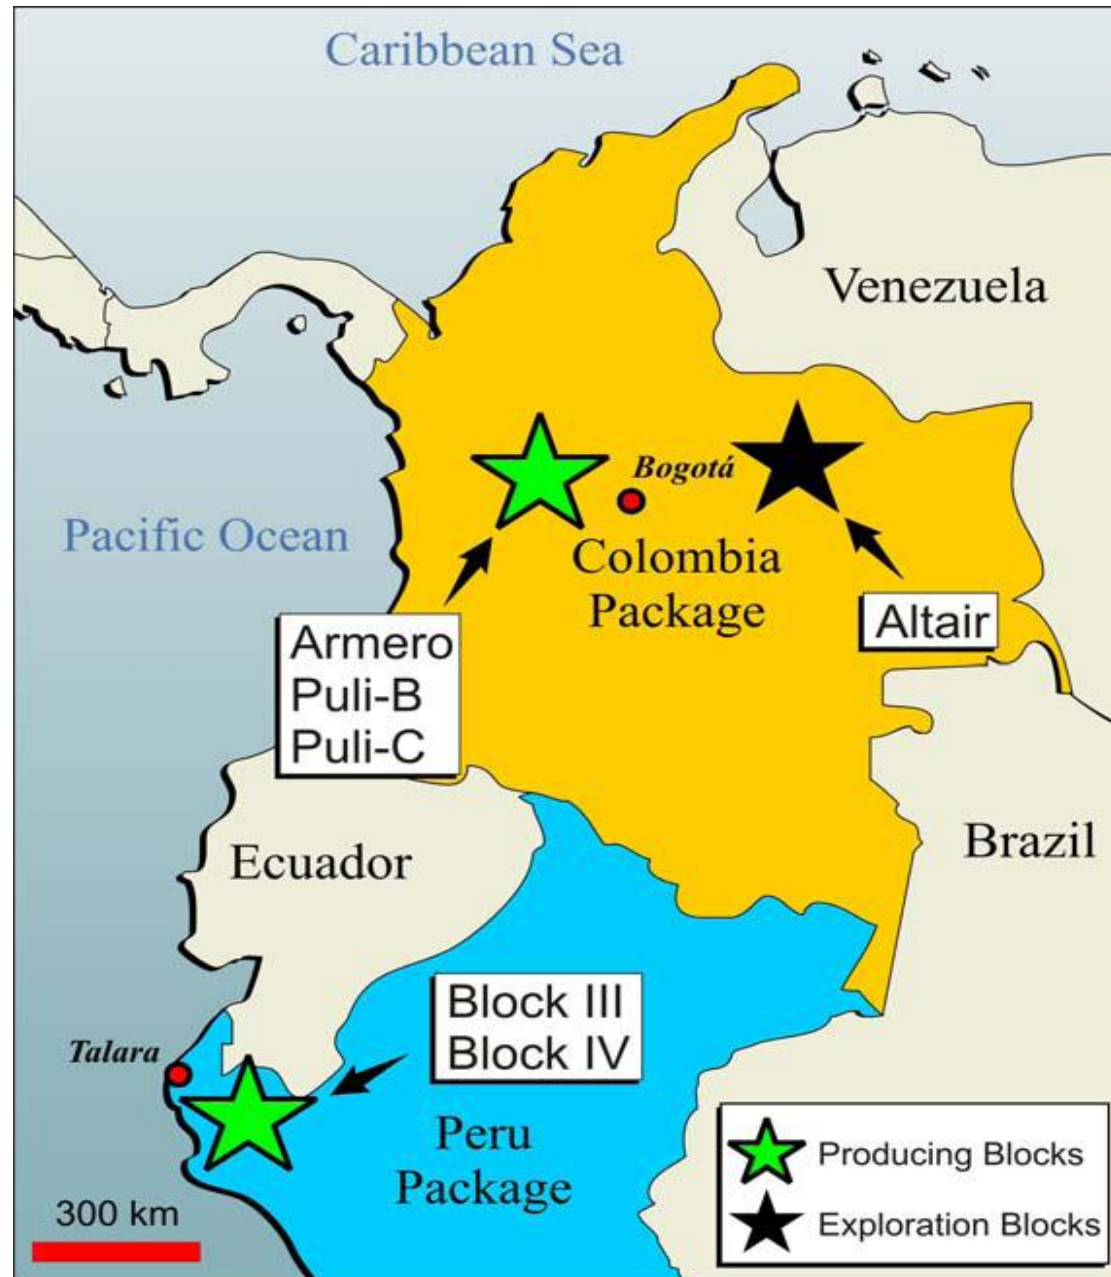 Caribbean Sea
Venezuela
Bogotá
Pacific Ocean
Colombia
Package
Altair
Armero
Puli-B
Puli-C
Ecuador
Brazil
Block III
Block IV
Talara
Peru
Package
Producing Blocks
Exploration Blocks
300 km